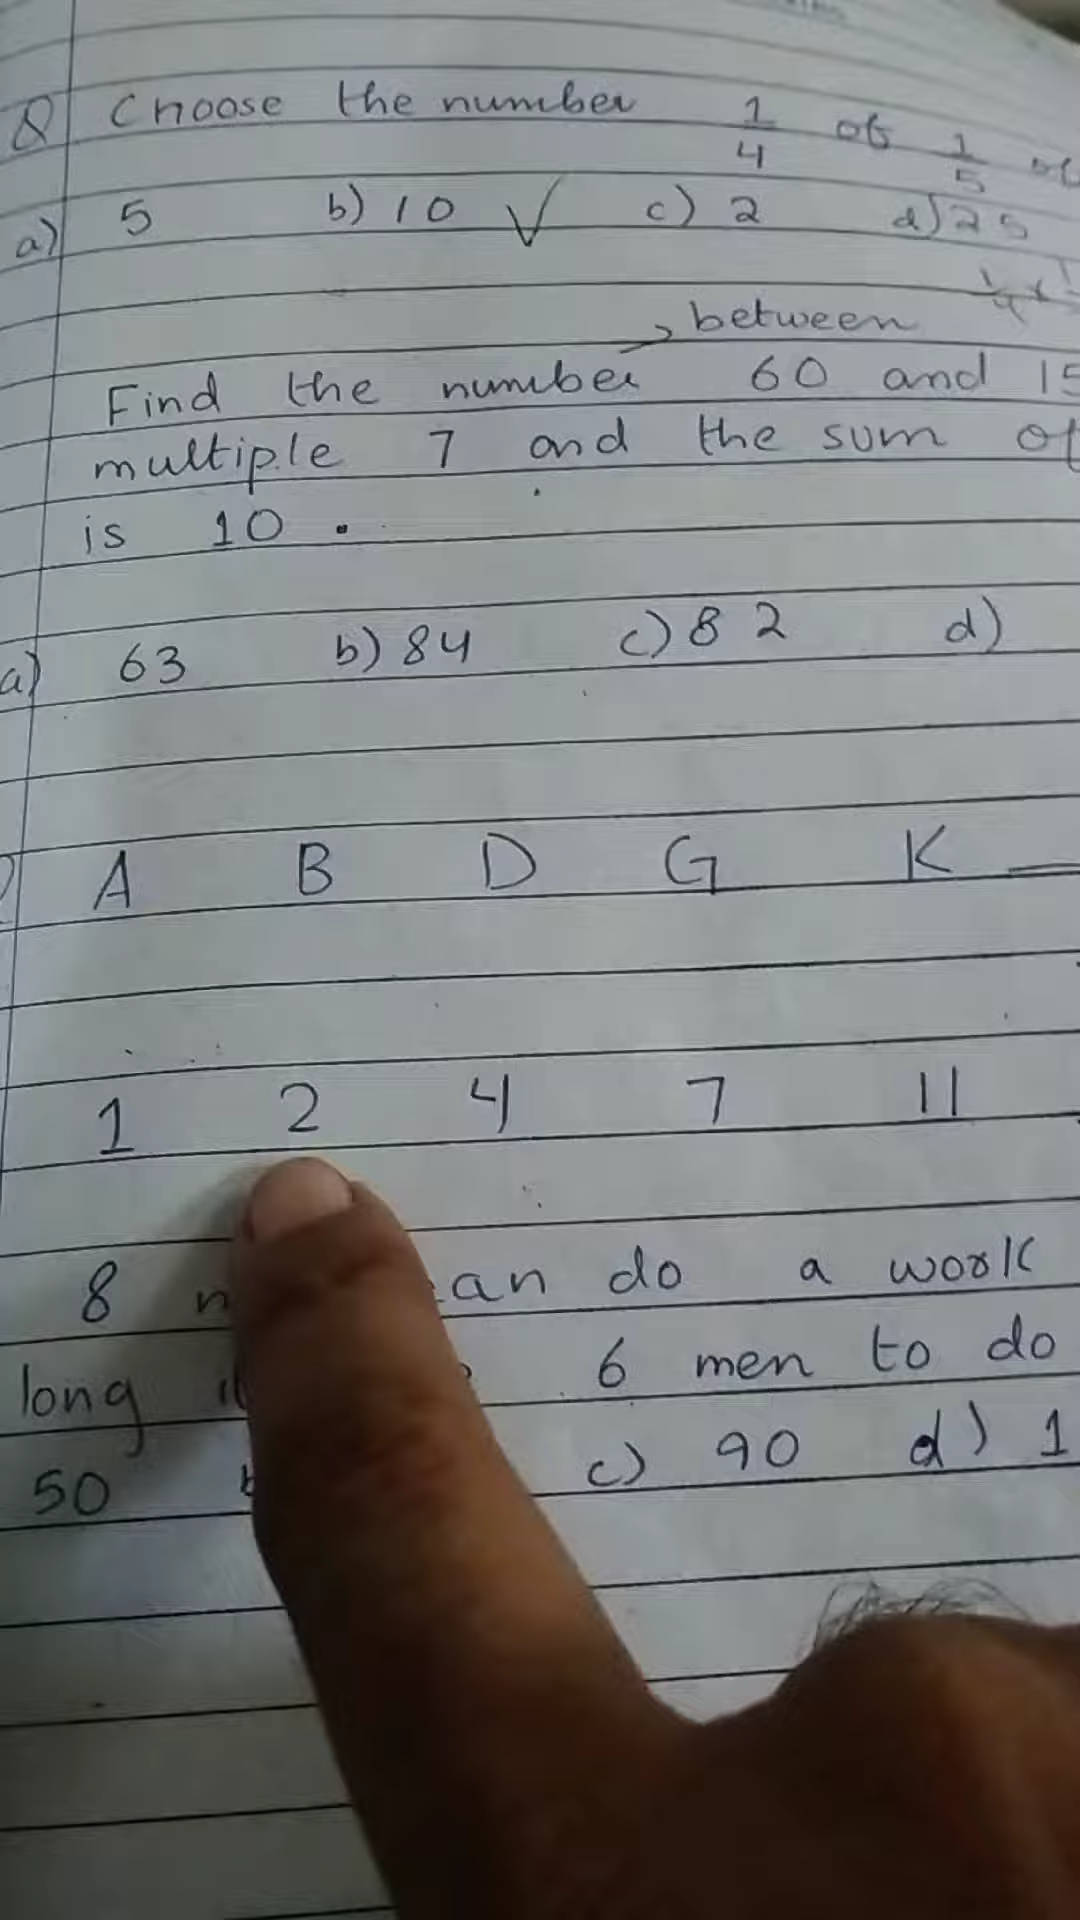 Q Choose the number 1/4 of 1/5 of
a) 5 b) 10 ✓ c) 2 d) 25
between
Find the number 60 and 15
multiple 7 and the sum of
is 10 .
a) 63 b) 84 c) 82 d)
A B D G K —
1 2 4 7 11
8 an do a work
long 6 men to do
50 c) 90 d) 1